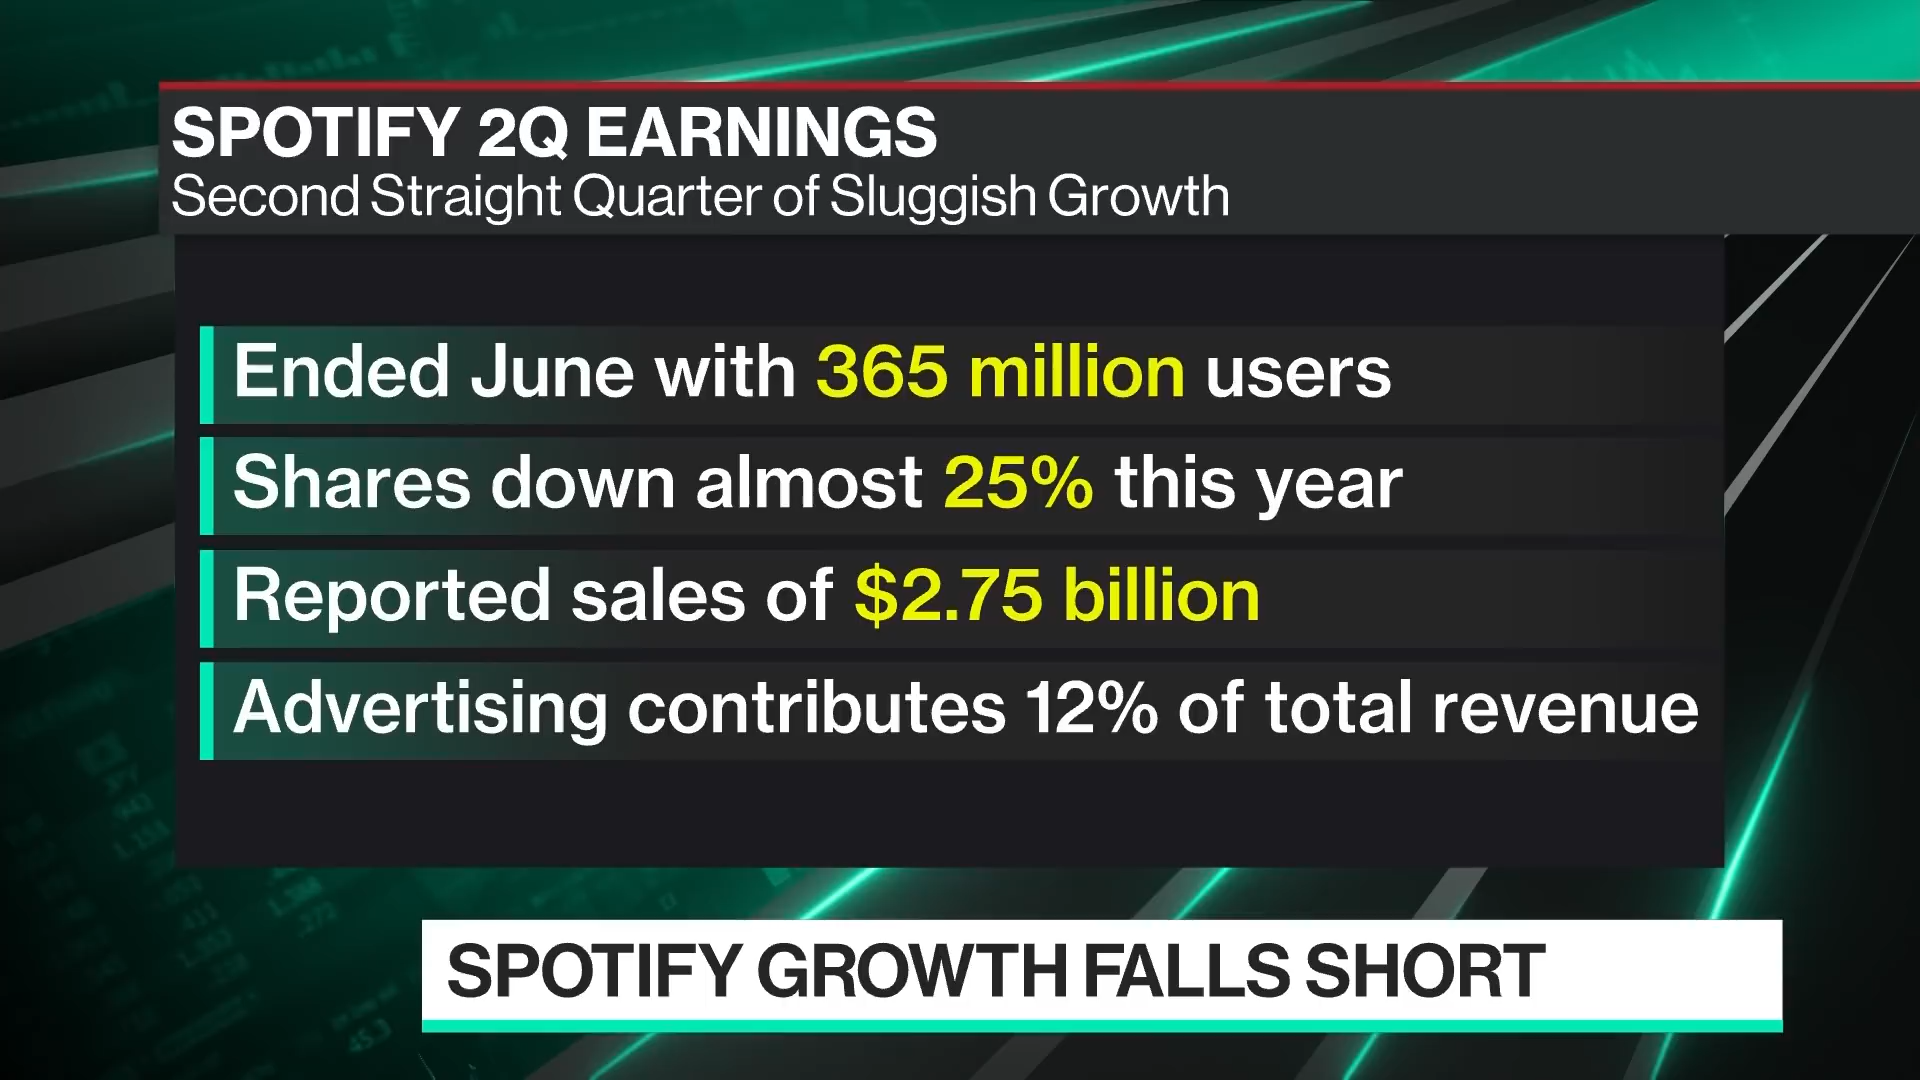 SPOTIFY 2Q EARNINGS
Second Straight Quarter of Sluggish Growth
Ended June with 365 million users
Shares down almost 25% this year
Reported sales of $2.75 billion
Advertising contributes 12% of total revenue
SPOTIFY GROWTH FALLS SHORT